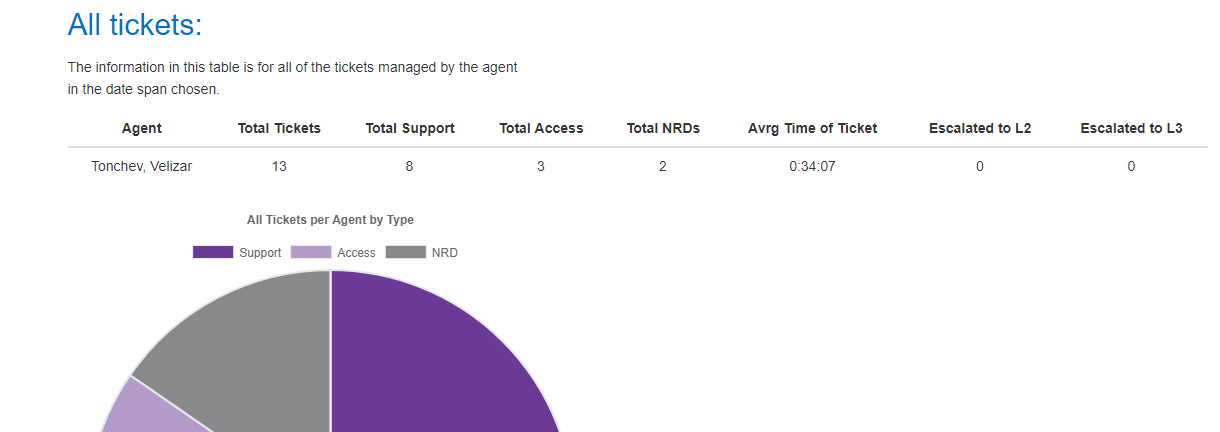 All tickets:
The information in this table is for all of the tickets managed by the agent
in the date span chosen.
Agent Total Tickets Total Support Total Access Total NRDs Avrg Time of Ticket Escalated to L2 Escalated to L3
Tonchev, Velizar 13 8 3 2 0:34:07 0 0
All Tickets per Agent by Type
Support Access NRD